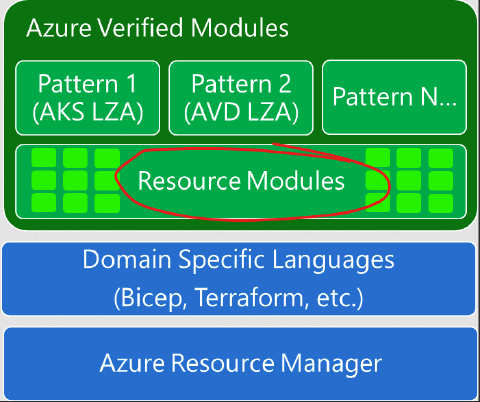 Azure Verified Modules
Pattern 1
(AKS LZA)
Pattern 2
(AVD LZA)
Pattern N...
Resource Modules
Domain Specific Languages
(Bicep, Terraform, etc.)
Azure Resource Manager